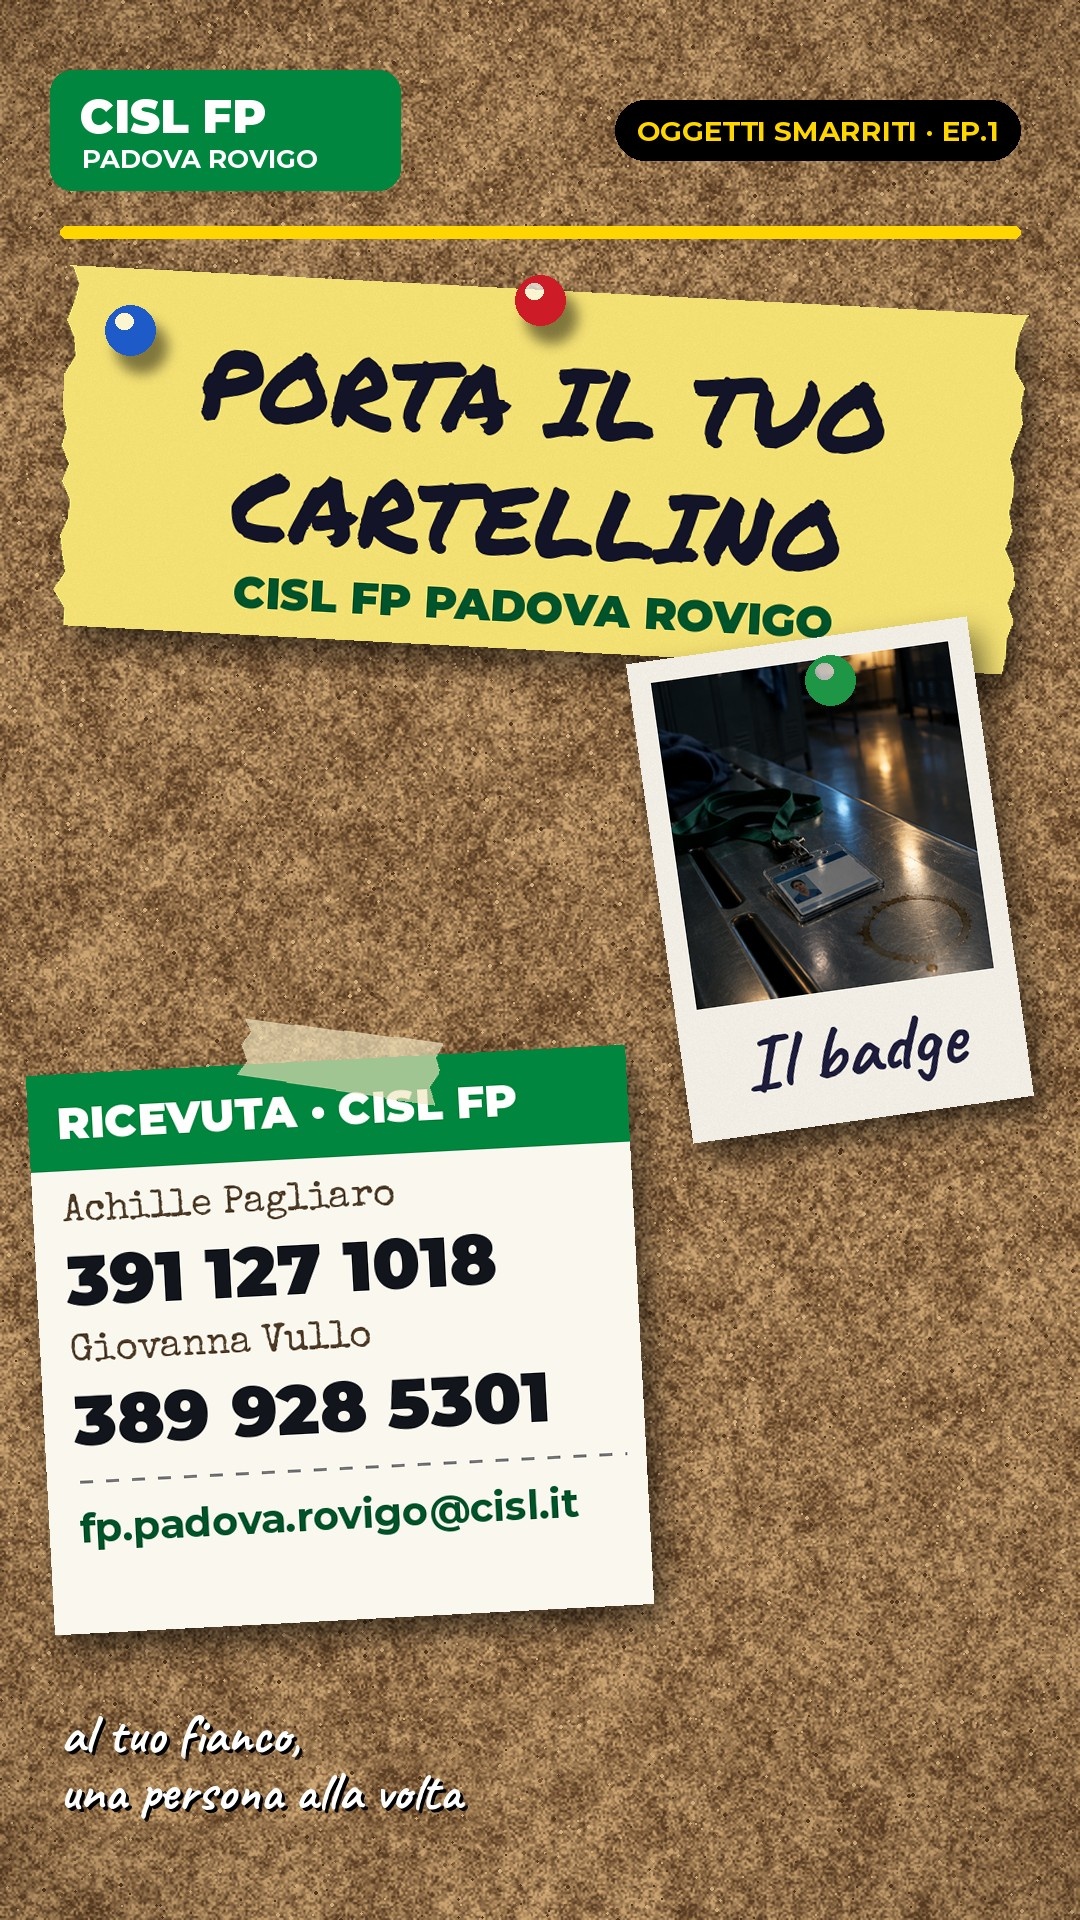 CISL FP
PADOVA ROVIGO
OGGETTI SMARRITI · EP.1
PORTA IL TUO
CARTELLINO
CISL FP PADOVA ROVIGO
Il badge
RICEVUTA • CISL FP
Achille Pagliaro
391 127 1018
Giovanna Vullo
389 928 5301
fp.padova.rovigo@cisl.it
al tuo fianco,
una persona alla volta